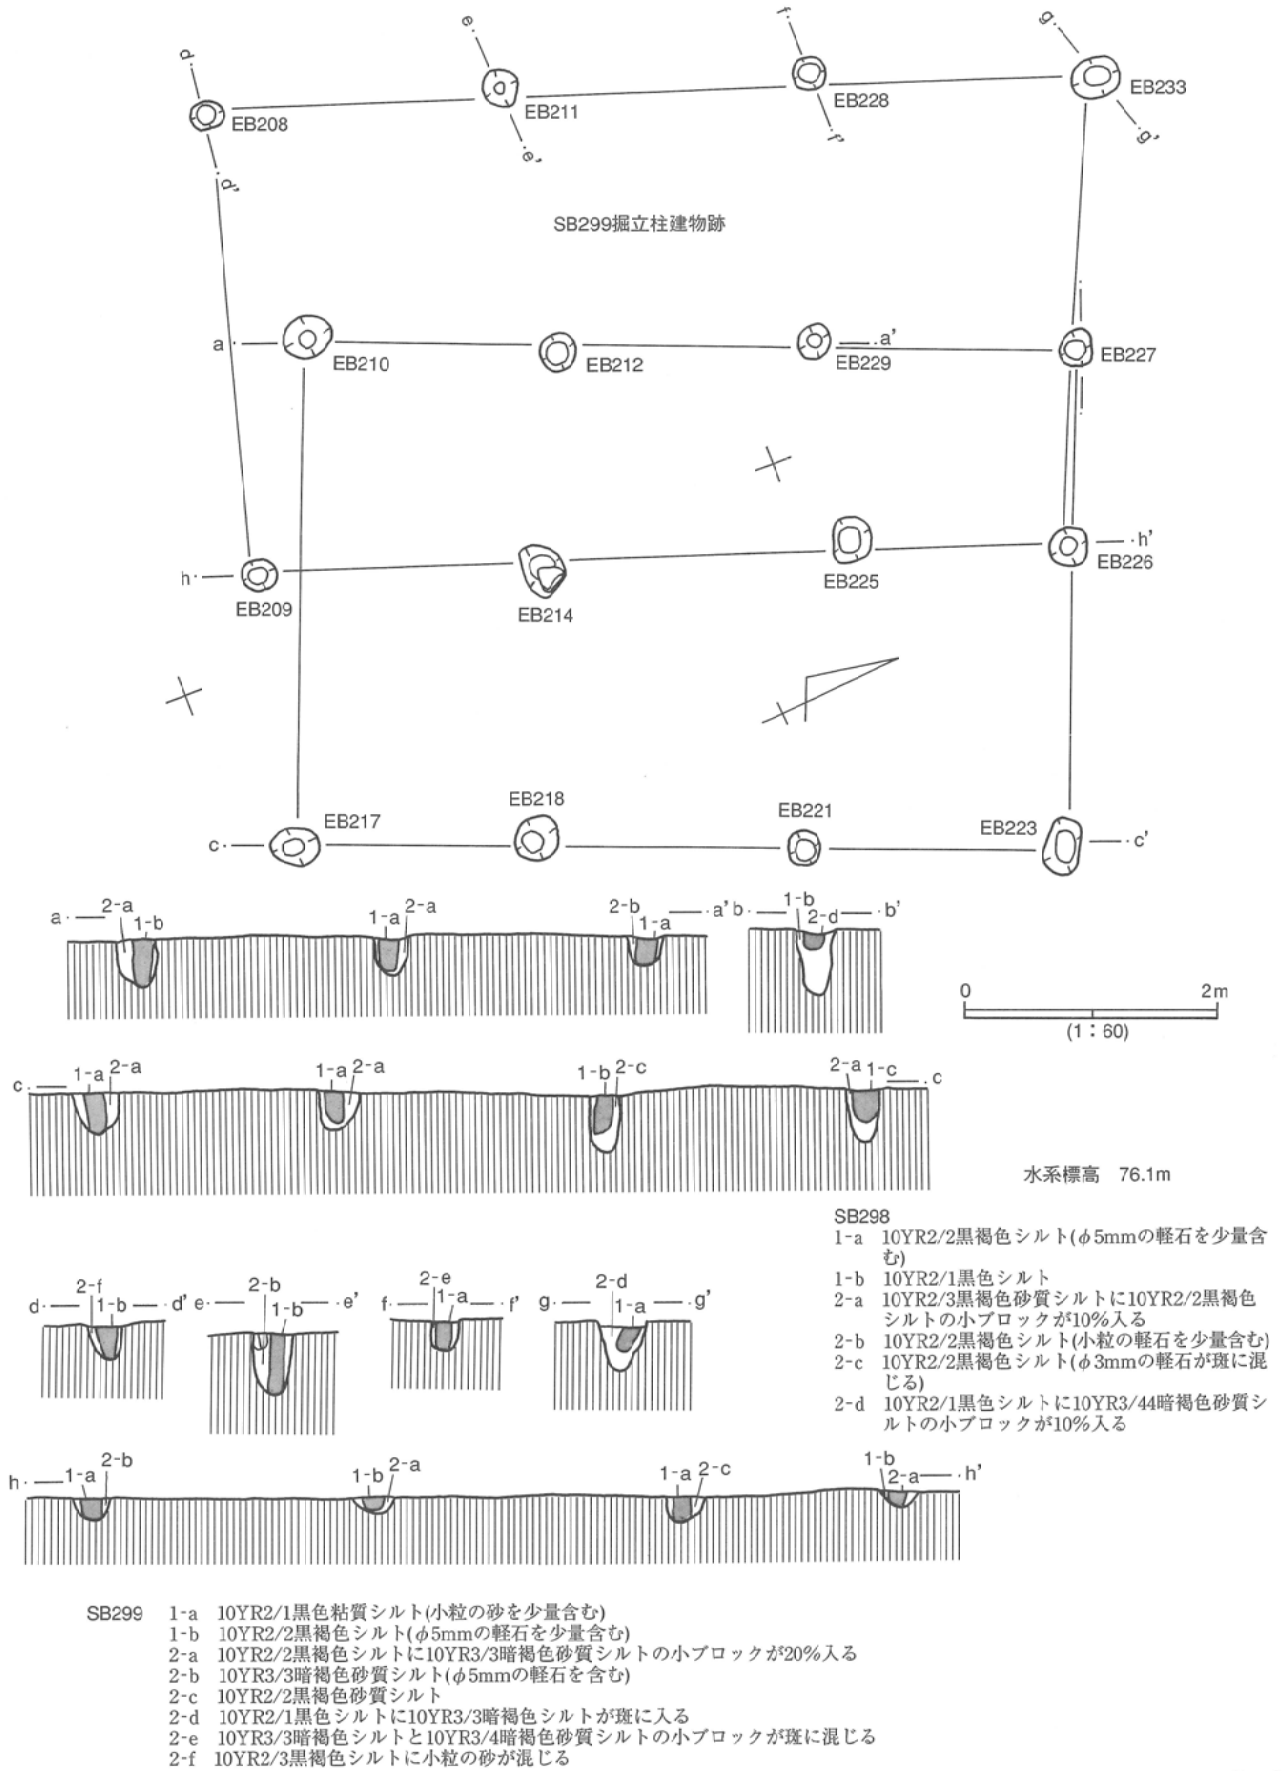 d.
e.
f.
g.
EB208
EB211
EB228
EB233
.d'
.e'
.f'
.g'
SB299掘立柱建物跡
a
EB210
EB212
EB229
.a'
EB227
h.
EB209
EB214
EB225
.h'
EB226
c.
EB217
EB218
EB221
EB223
.c'
a. 2-a 1-b 1-a 2-a 2-b 1-a .a'
b. 1-b 2-d .b'
0 2m
(1：60)
c. 1-a 2-a 1-a 2-a 1-b 2-c 2-a 1-c .c
水系標高 76.1m
SB298
1-a 10YR2/2黒褐色シルト(φ5mmの軽石を少量含
む)
1-b 10YR2/1黒色シルト
2-a 10YR2/3黒褐色砂質シルトに10YR2/2黒褐色
シルトの小ブロックが10%入る
2-b 10YR2/2黒褐色シルト(小粒の軽石を少量含む)
2-c 10YR2/2黒褐色シルト(φ3mmの軽石が斑に混
じる)
2-d 10YR2/1黒色シルトに10YR3/44暗褐色砂質シ
ルトの小ブロックが10%入る
d. 2-f 1-b .d'
e. 2-b 1-b .e'
f. 2-e 1-a .f'
g. 2-d 1-a .g'
h. 1-a 2-b 1-b 2-a 1-a 2-c 1-b 2-a .h'
SB299 1-a 10YR2/1黒色粘質シルト(小粒の砂を少量含む)
1-b 10YR2/2黒褐色シルト(φ5mmの軽石を少量含む)
2-a 10YR2/2黒褐色シルトに10YR3/3暗褐色砂質シルトの小ブロックが20%入る
2-b 10YR3/3暗褐色砂質シルト(φ5mmの軽石を含む)
2-c 10YR2/2黒褐色砂質シルト
2-d 10YR2/1黒色シルトに10YR3/3暗褐色シルトが斑に入る
2-e 10YR3/3暗褐色シルトと10YR3/4暗褐色砂質シルトの小ブロックが斑に混じる
2-f 10YR2/3黒褐色シルトに小粒の砂が混じる